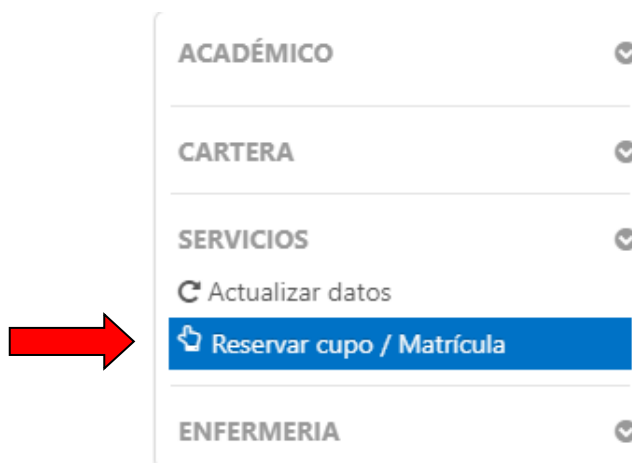 ACADÉMICO
CARTERA
SERVICIOS
Actualizar datos
Reservar cupo / Matrícula
ENFERMERIA